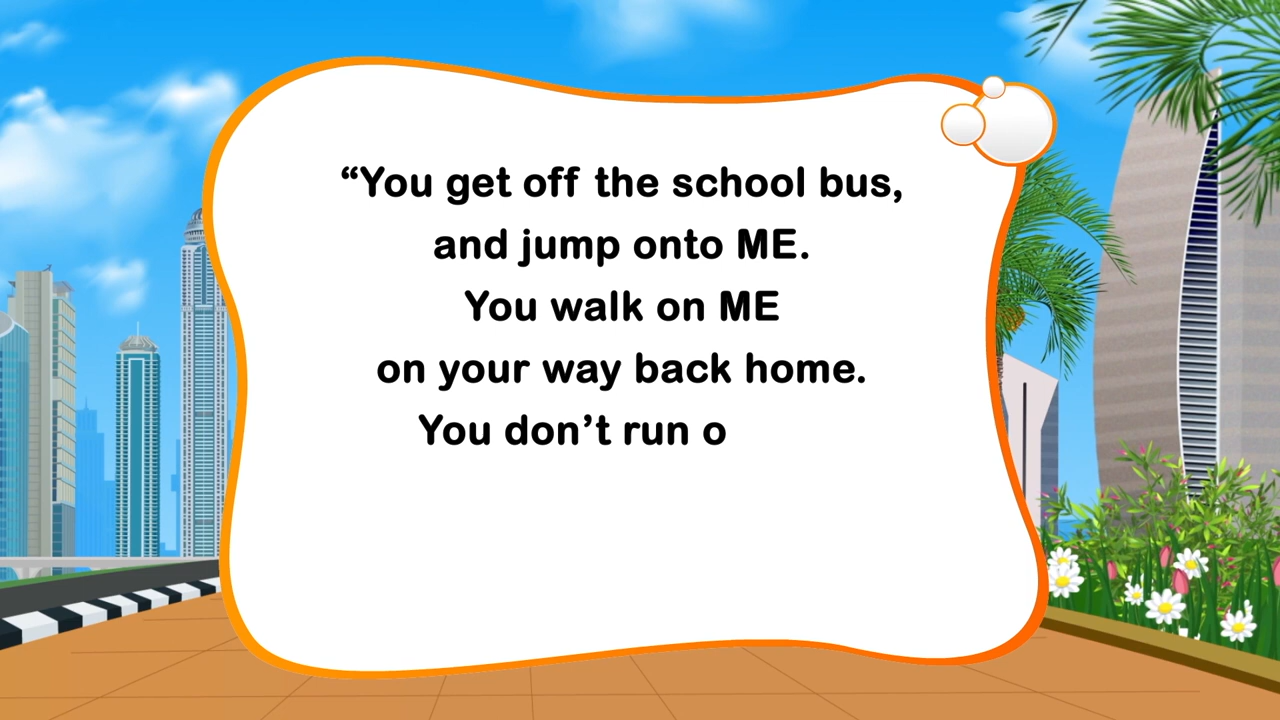 “You get off the school bus,
and jump onto ME.
You walk on ME
on your way back home.
You don’t run o